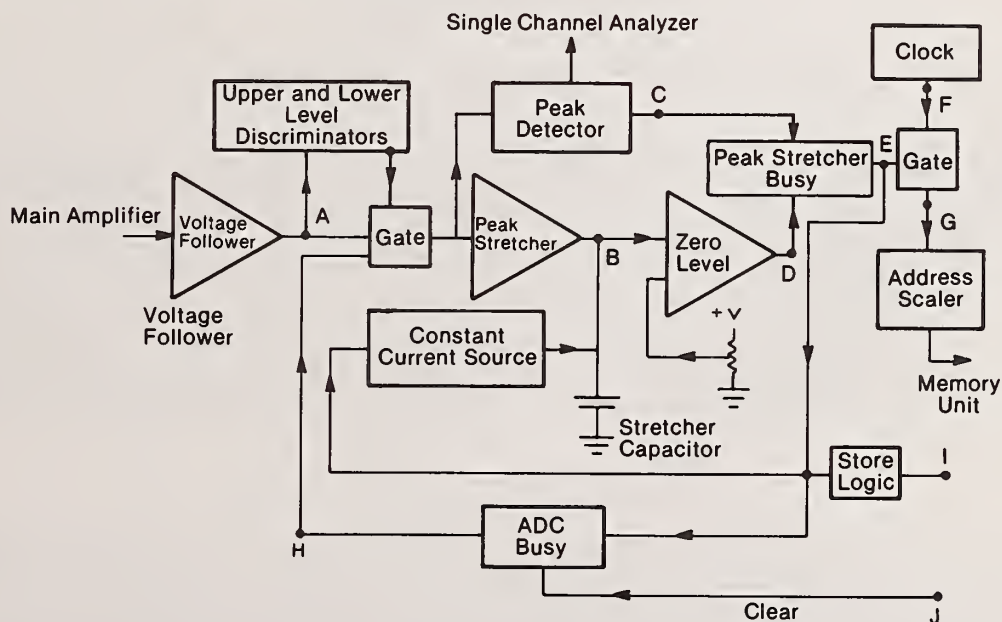 Single Channel Analyzer
Clock
Upper and Lower
Level
Discriminators
Peak
Detector
C
F
Peak Stretcher
Busy
E
Gate
Main Amplifier
Voltage
Follower
A
Gate
Peak
Stretcher
B
Zero
Level
D
G
Address
Scaler
Voltage
Follower
Constant
Current Source
+ V
Memory
Unit
Stretcher
Capacitor
Store
Logic
I
H
ADC
Busy
Clear
J